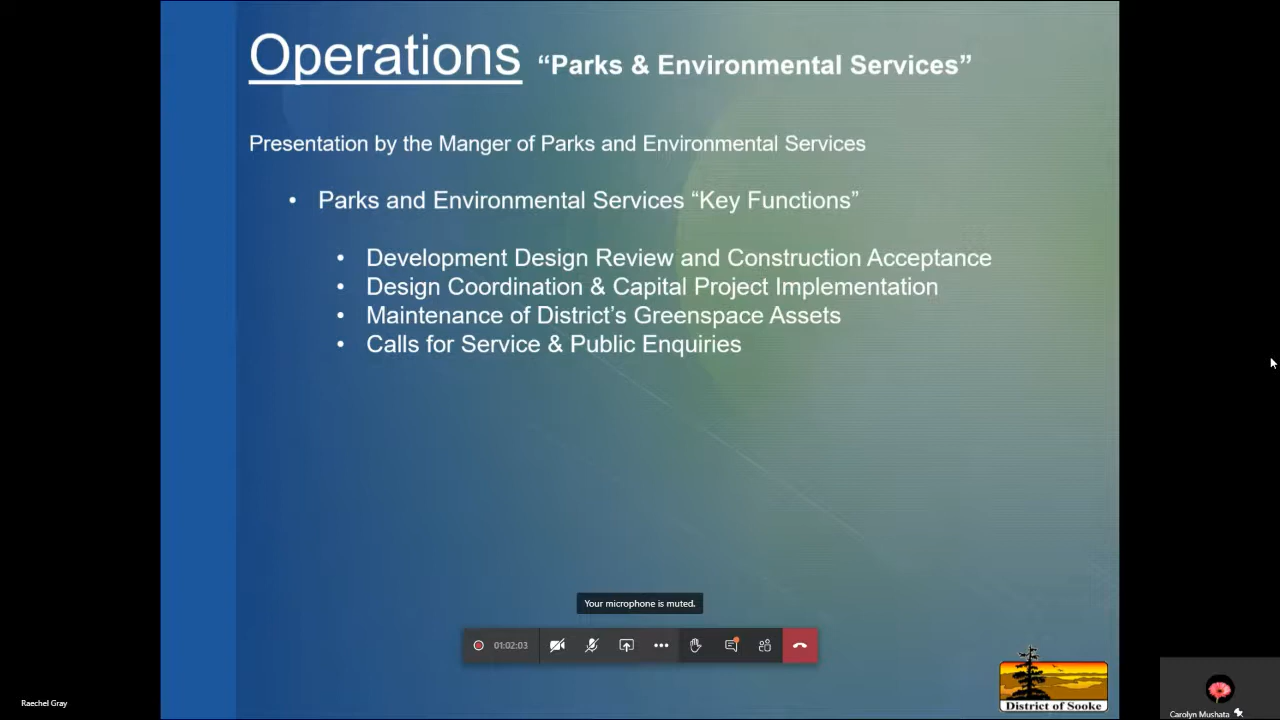 Operations “Parks & Environmental Services”
Presentation by the Manger of Parks and Environmental Services
• Parks and Environmental Services “Key Functions”
• Development Design Review and Construction Acceptance
• Design Coordination & Capital Project Implementation
• Maintenance of District’s Greenspace Assets
• Calls for Service & Public Enquiries
Your microphone is muted.
01:02:03
District of Sooke
Raechel Gray
Carolyn Mushata